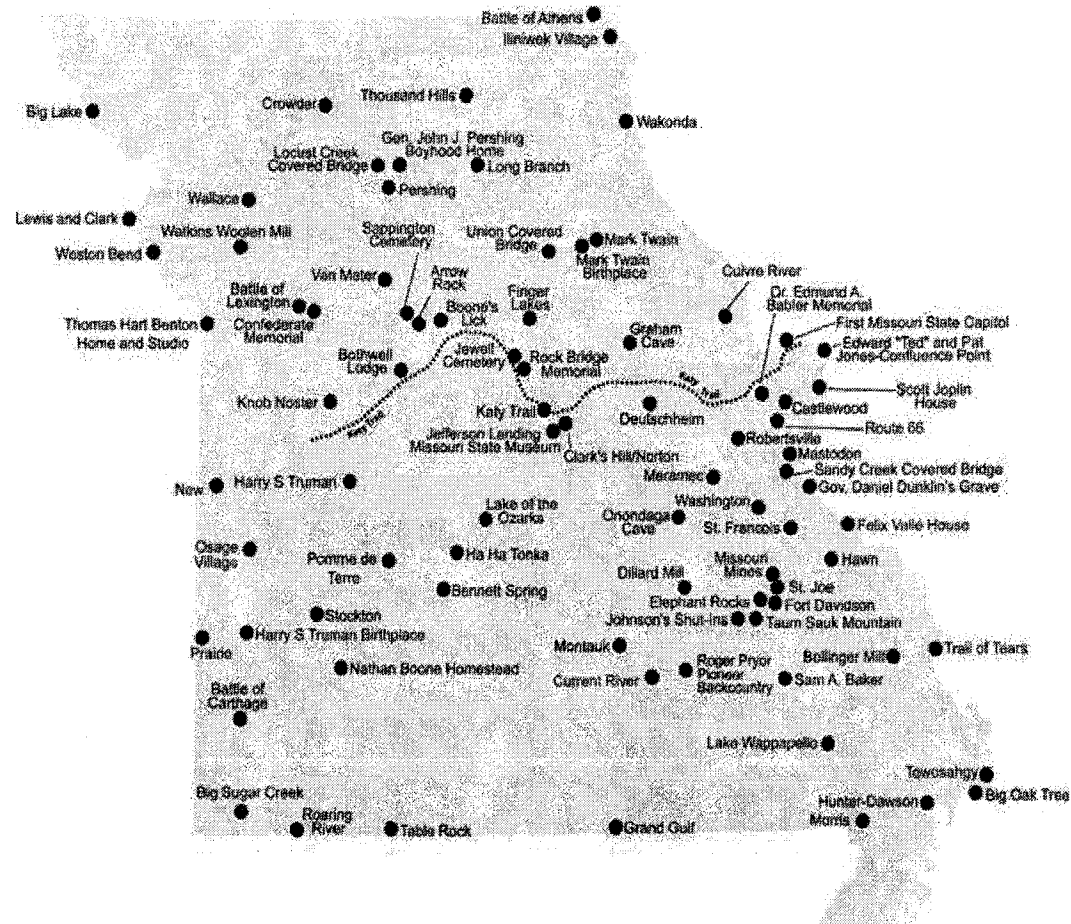 Battle of Athens
Iliniwek Village
Big Lake
Crowder
Thousand Hills
Wakonda
Gen. John J. Pershing
Boyhood Home
Locust Creek
Covered Bridge
Long Branch
Pershing
Wallace
Lewis and Clark
Watkins Woolen Mill
Weston Bend
Sappington
Cemetery
Union Covered
Bridge
Mark Twain
Mark Twain
Birthplace
Van Meter
Arrow
Rock
Cuivre River
Battle of
Lexington
Confederate
Memorial
Boone's
Lick
Finger
Lakes
Dr. Edmund A.
Babler Memorial
Thomas Hart Benton
Home and Studio
First Missouri State Capitol
Graham
Cave
Edward "Ted" and Pat
Jones-Confluence Point
Bothwell
Lodge
Jewell
Cemetery
Rock Bridge
Memorial
Katy Trail
Scott Joplin
House
Knob Noster
Katy Trail
Katy Trail
Deutschheim
Castlewood
Route 66
Jefferson Landing
Missouri State Museum
Clark's Hill/Norton
Robertsville
Mastodon
Sandy Creek Covered Bridge
Meramec
Gov. Daniel Dunklin's Grave
New
Harry S Truman
Washington
Lake of the
Ozarks
Onondaga
Cave
St. Francois
Felix Vallé House
Osage
Village
Pomme de
Terre
Ha Ha Tonka
Missouri
Mines
Hawn
Dillard Mill
St. Joe
Bennett Spring
Elephant Rocks
Fort Davidson
Stockton
Johnson's Shut-Ins
Taum Sauk Mountain
Harry S Truman Birthplace
Prairie
Montauk
Bollinger Mill
Trail of Tears
Nathan Boone Homestead
Current River
Roger Pryor
Pioneer
Backcountry
Sam A. Baker
Battle of
Carthage
Lake Wappapello
Towosahgy
Big Oak Tree
Big Sugar Creek
Hunter-Dawson
Roaring
River
Table Rock
Grand Gulf
Morris